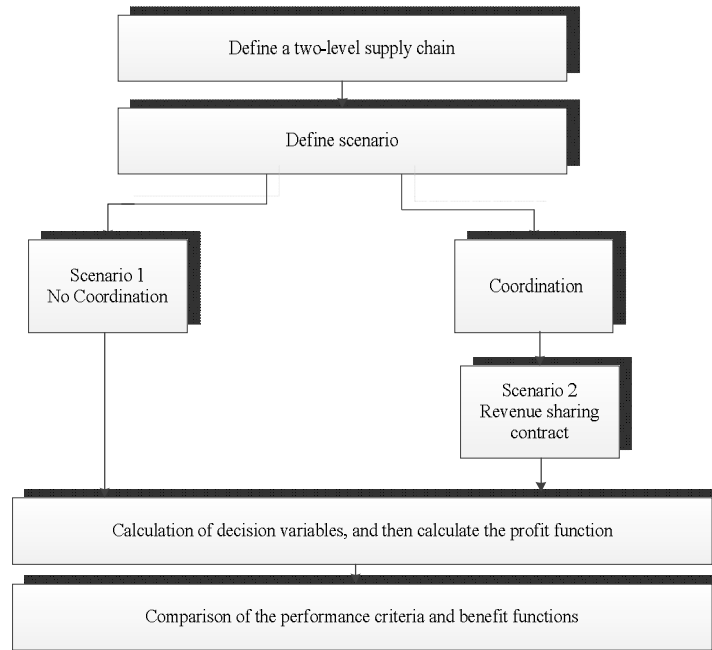 Define a two-level supply chain
Define scenario
Scenario 1
No Coordination
Coordination
Scenario 2
Revenue sharing
contract
Calculation of decision variables, and then calculate the profit function
Comparison of the performance criteria and benefit functions